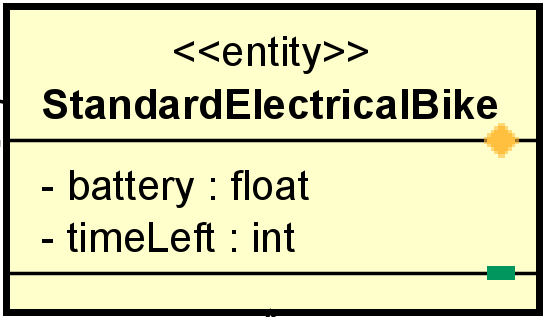 <<entity>>
StandardElectricalBike
- battery : float
- timeLeft : int